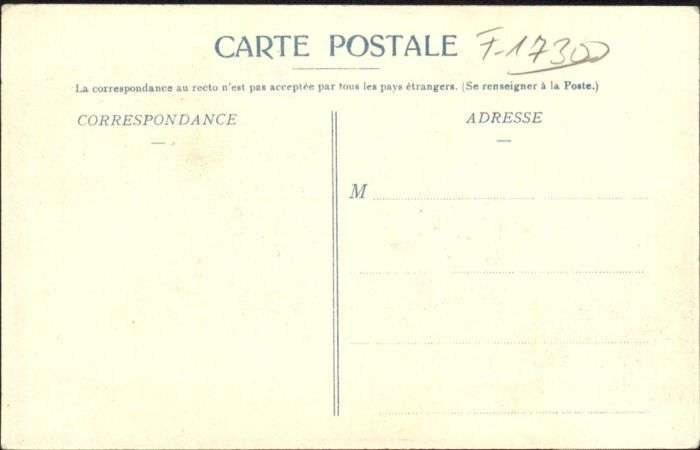 CARTE POSTALE F-17300
La correspondance au recto n'est pas acceptée par tous les pays étrangers. (Se renseigner à la Poste.)
CORRESPONDANCE
ADRESSE
M